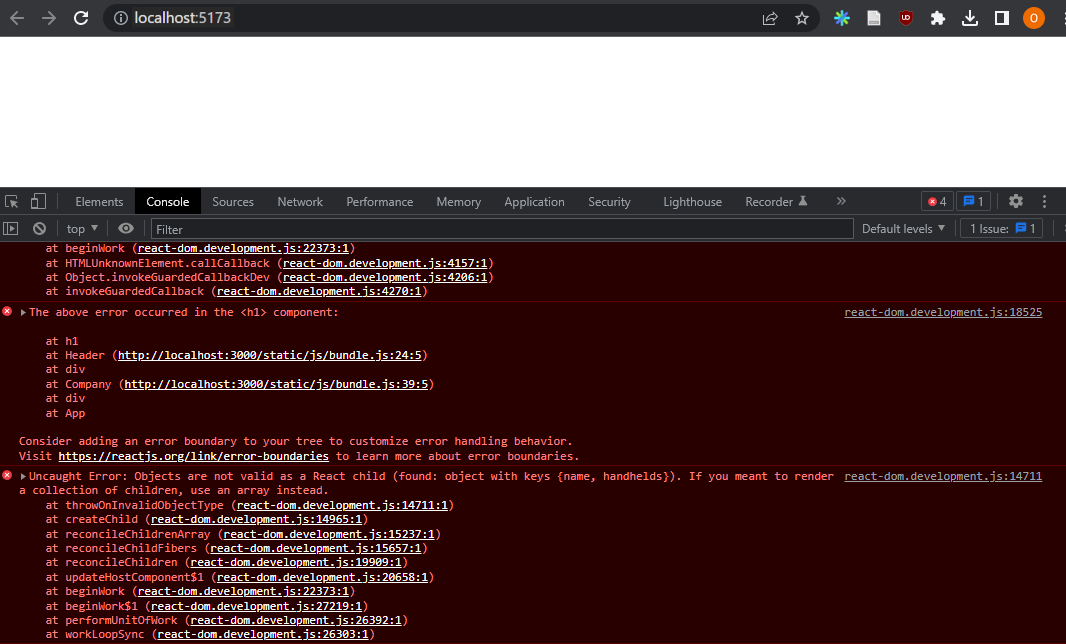 localhost:5173
UD
O
Elements Console Sources Network Performance Memory Application Security Lighthouse Recorder » 4 1
top ▼ Filter Default levels ▼ 1 Issue: 1
at beginWork (react-dom.development.js:22373:1)
at HTMLUnknownElement.callCallback (react-dom.development.js:4157:1)
at Object.invokeGuardedCallbackDev (react-dom.development.js:4206:1)
at invokeGuardedCallback (react-dom.development.js:4270:1)
▶The above error occurred in the <h1> component: react-dom.development.js:18525
at h1
at Header (http://localhost:3000/static/js/bundle.js:24:5)
at div
at Company (http://localhost:3000/static/js/bundle.js:39:5)
at div
at App
Consider adding an error boundary to your tree to customize error handling behavior.
Visit https://reactjs.org/link/error-boundaries to learn more about error boundaries.
▶Uncaught Error: Objects are not valid as a React child (found: object with keys {name, handhelds}). If you meant to render react-dom.development.js:14711
a collection of children, use an array instead.
at throwOnInvalidObjectType (react-dom.development.js:14711:1)
at createChild (react-dom.development.js:14965:1)
at reconcileChildrenArray (react-dom.development.js:15237:1)
at reconcileChildFibers (react-dom.development.js:15657:1)
at reconcileChildren (react-dom.development.js:19909:1)
at updateHostComponent$1 (react-dom.development.js:20658:1)
at beginWork (react-dom.development.js:22373:1)
at beginWork$1 (react-dom.development.js:27219:1)
at performUnitOfWork (react-dom.development.js:26392:1)
at workLoopSync (react-dom.development.js:26303:1)